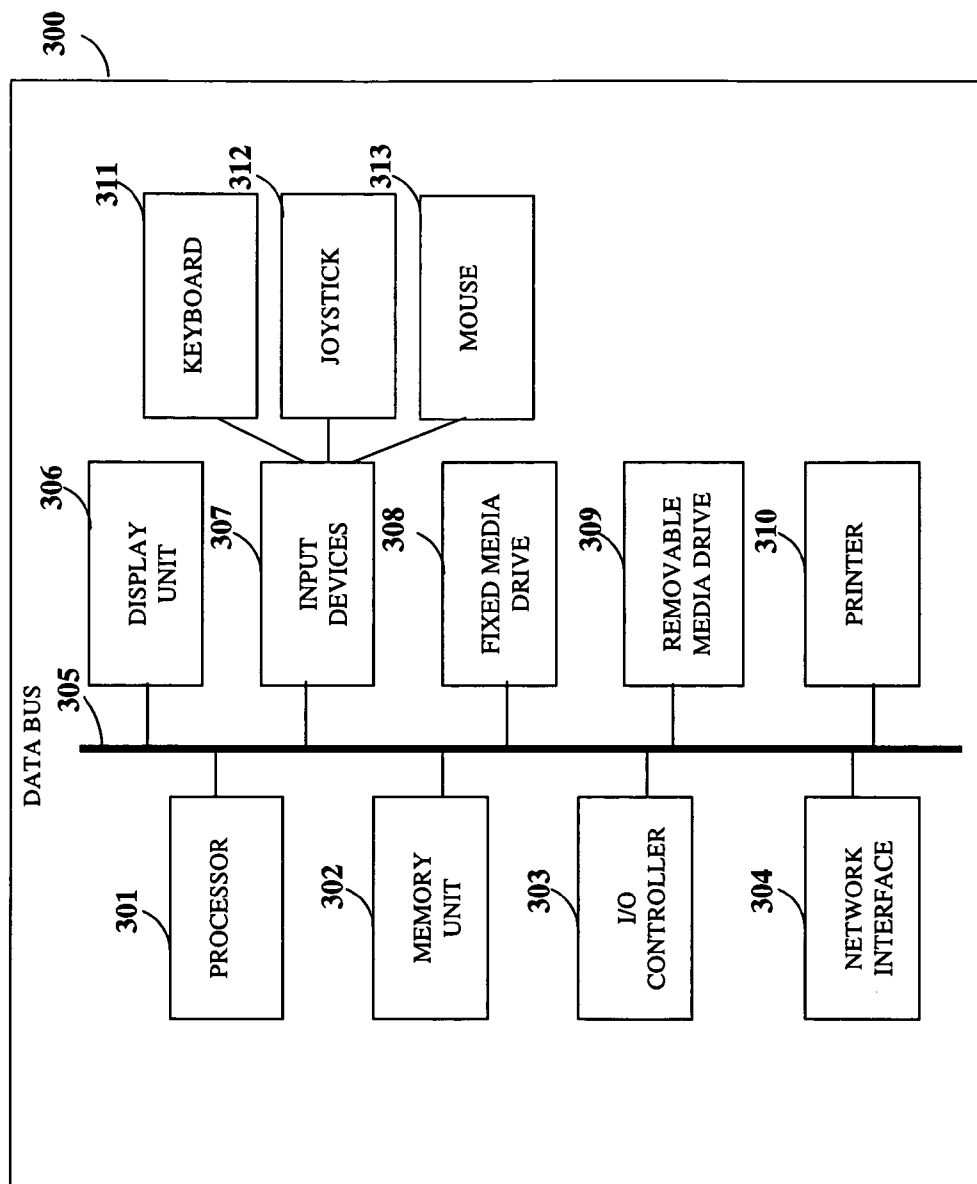 300
DATA BUS
305
301
PROCESSOR
302
MEMORY
UNIT
303
I/O
CONTROLLER
304
NETWORK
INTERFACE
306
DISPLAY
UNIT
307
INPUT
DEVICES
308
FIXED MEDIA
DRIVE
309
REMOVABLE
MEDIA DRIVE
310
PRINTER
311
KEYBOARD
312
JOYSTICK
313
MOUSE